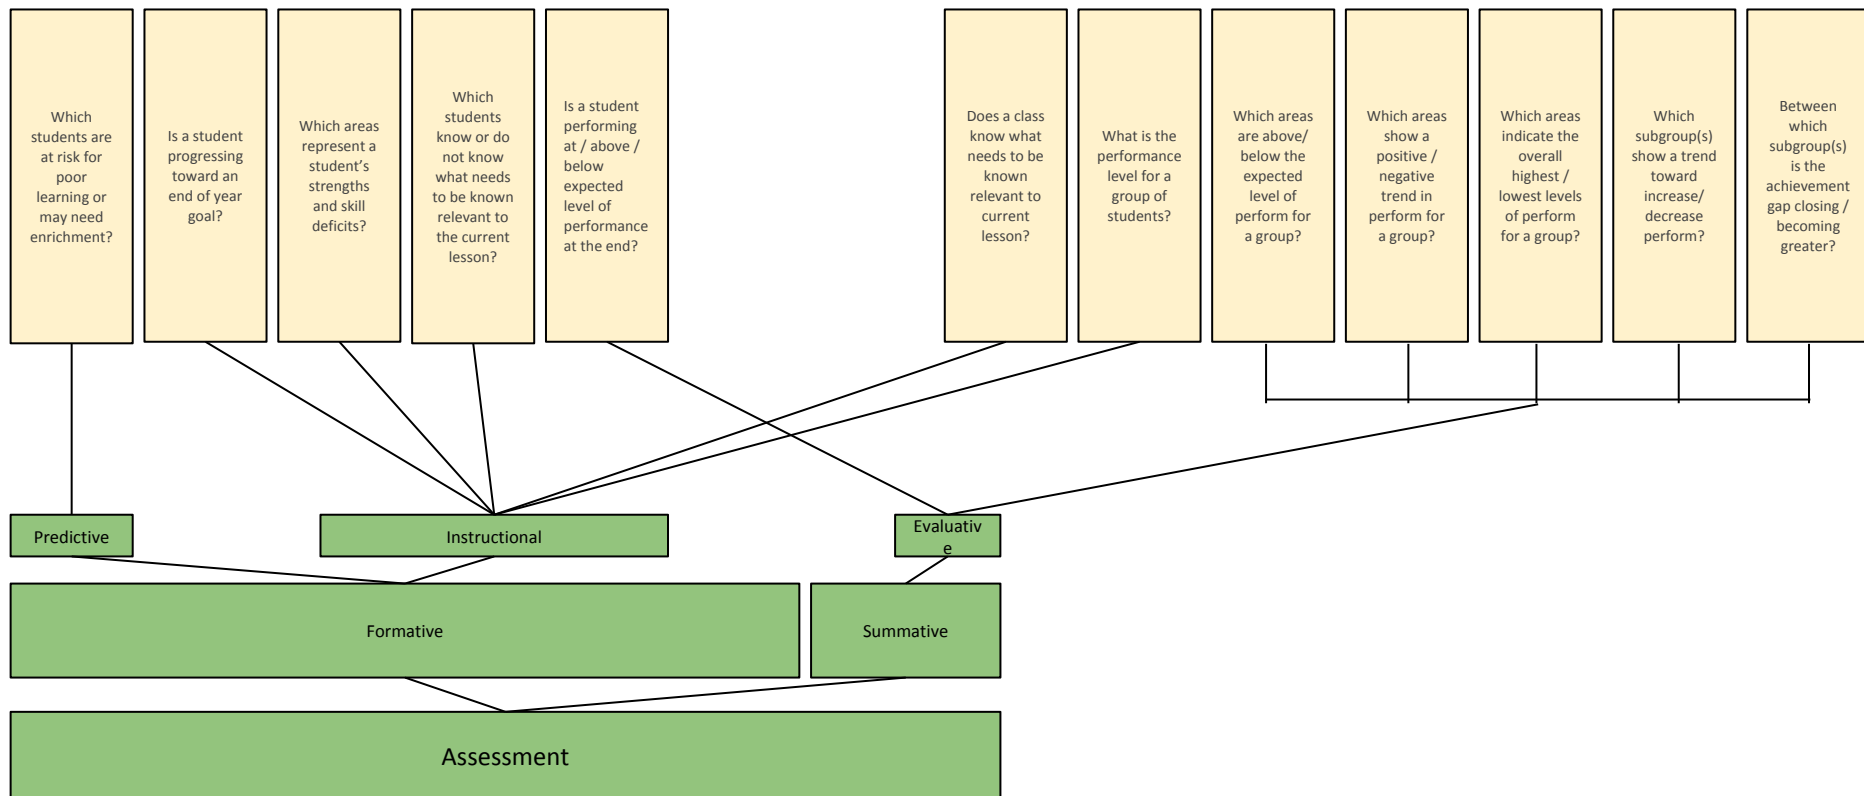 Which
students are
at risk for
poor
learning or
may need
enrichment?
Is a student
progressing
toward an
end of year
goal?
Which areas
represent a
student’s
strengths
and skill
deficits?
Which
students
know or do
not know
what needs
to be known
relevant to
the current
lesson?
Is a student
performing
at / above /
below
expected
level of
performance
at the end?
Does a class
know what
needs to be
known
relevant to
current
lesson?
What is the
performance
level for a
group of
students?
Which areas
are above/
below the
expected
level of
perform for
a group?
Which areas
show a
positive /
negative
trend in
perform for
a group?
Which areas
indicate the
overall
highest /
lowest levels
of perform
for a group?
Which
subgroup(s)
show a trend
toward
increase/
decrease
perform?
Between
which
subgroup(s)
is the
achievement
gap closing /
becoming
greater?
Predictive
Instructional
Evaluativ
e
Formative
Summative
Assessment